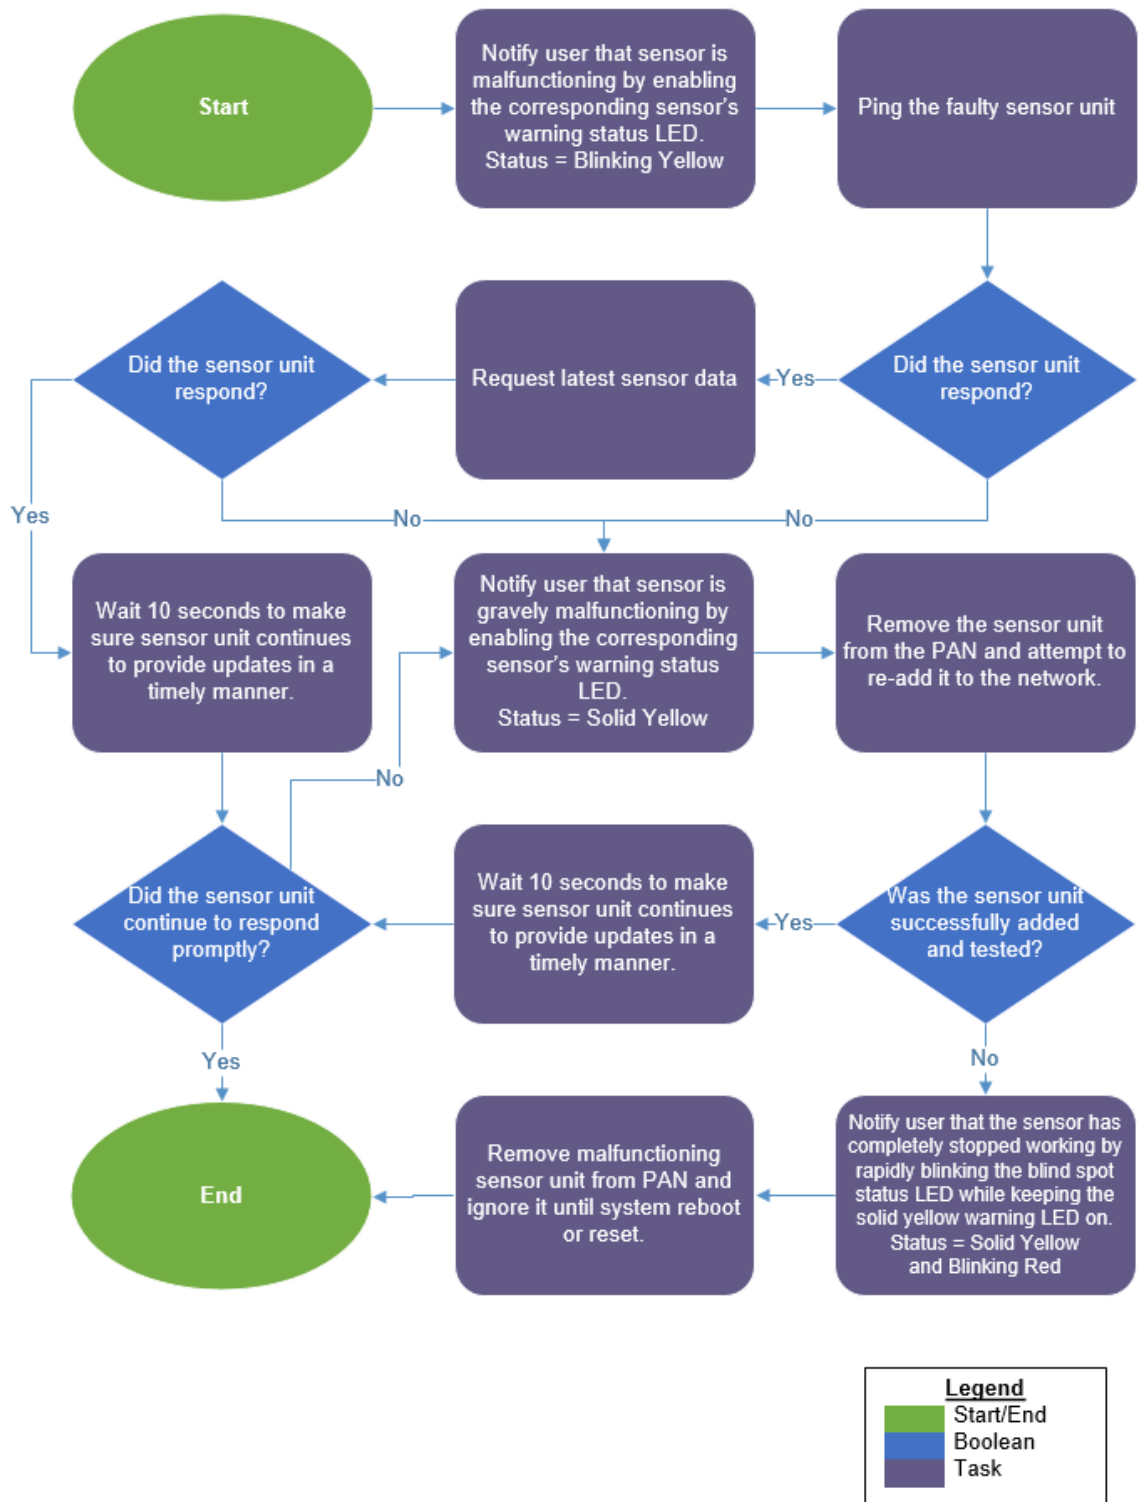 Start
Notify user that sensor is
malfunctioning by enabling
the corresponding sensor's
warning status LED.
Status = Blinking Yellow
Ping the faulty sensor unit
Did the sensor unit
respond?
Request latest sensor data
Yes
Did the sensor unit
respond?
Yes
No
No
Wait 10 seconds to make
sure sensor unit continues
to provide updates in a
timely manner.
Notify user that sensor is
gravely malfunctioning by
enabling the corresponding
sensor's warning status
LED.
Status = Solid Yellow
Remove the sensor unit
from the PAN and attempt to
re-add it to the network.
No
Did the sensor unit
continue to respond
promptly?
Wait 10 seconds to make
sure sensor unit continues
to provide updates in a
timely manner.
Yes
Was the sensor unit
successfully added
and tested?
Yes
No
End
Remove malfunctioning
sensor unit from PAN and
ignore it until system reboot
or reset.
Notify user that the sensor has
completely stopped working by
rapidly blinking the blind spot
status LED while keeping the
solid yellow warning LED on.
Status = Solid Yellow
and Blinking Red
Legend
Start/End
Boolean
Task